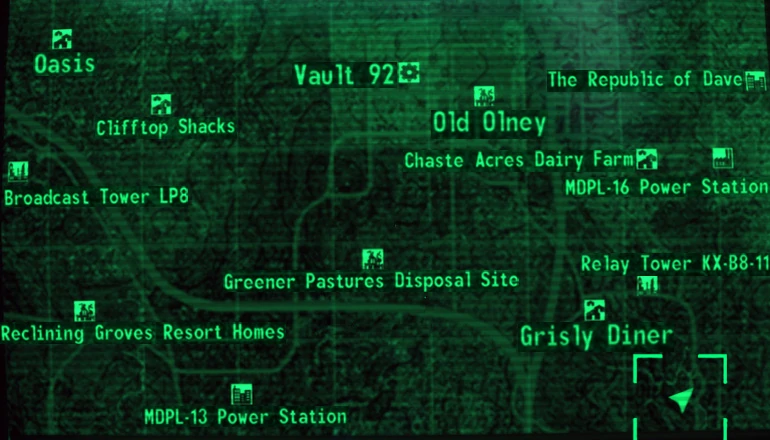 Oasis
Vault 92
The Republic of Dave
Clifftop Shacks
Old Olney
Chaste Acres Dairy Farm
MDPL-16 Power Station
Broadcast Tower LP8
Relay Tower KX-B8-11
Greener Pastures Disposal Site
Reclining Groves Resort Homes
Grisly Diner
MDPL-13 Power Station